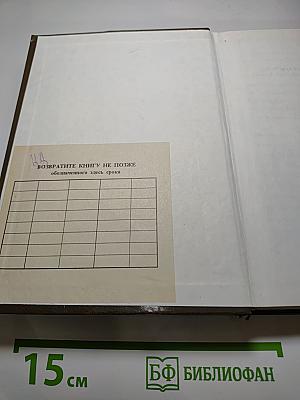 ВОЗВРАТИТЕ КНИГУ НЕ ПОЗЖЕ
обозначенного здесь срока
15 см
БФ БИБЛИОФАН